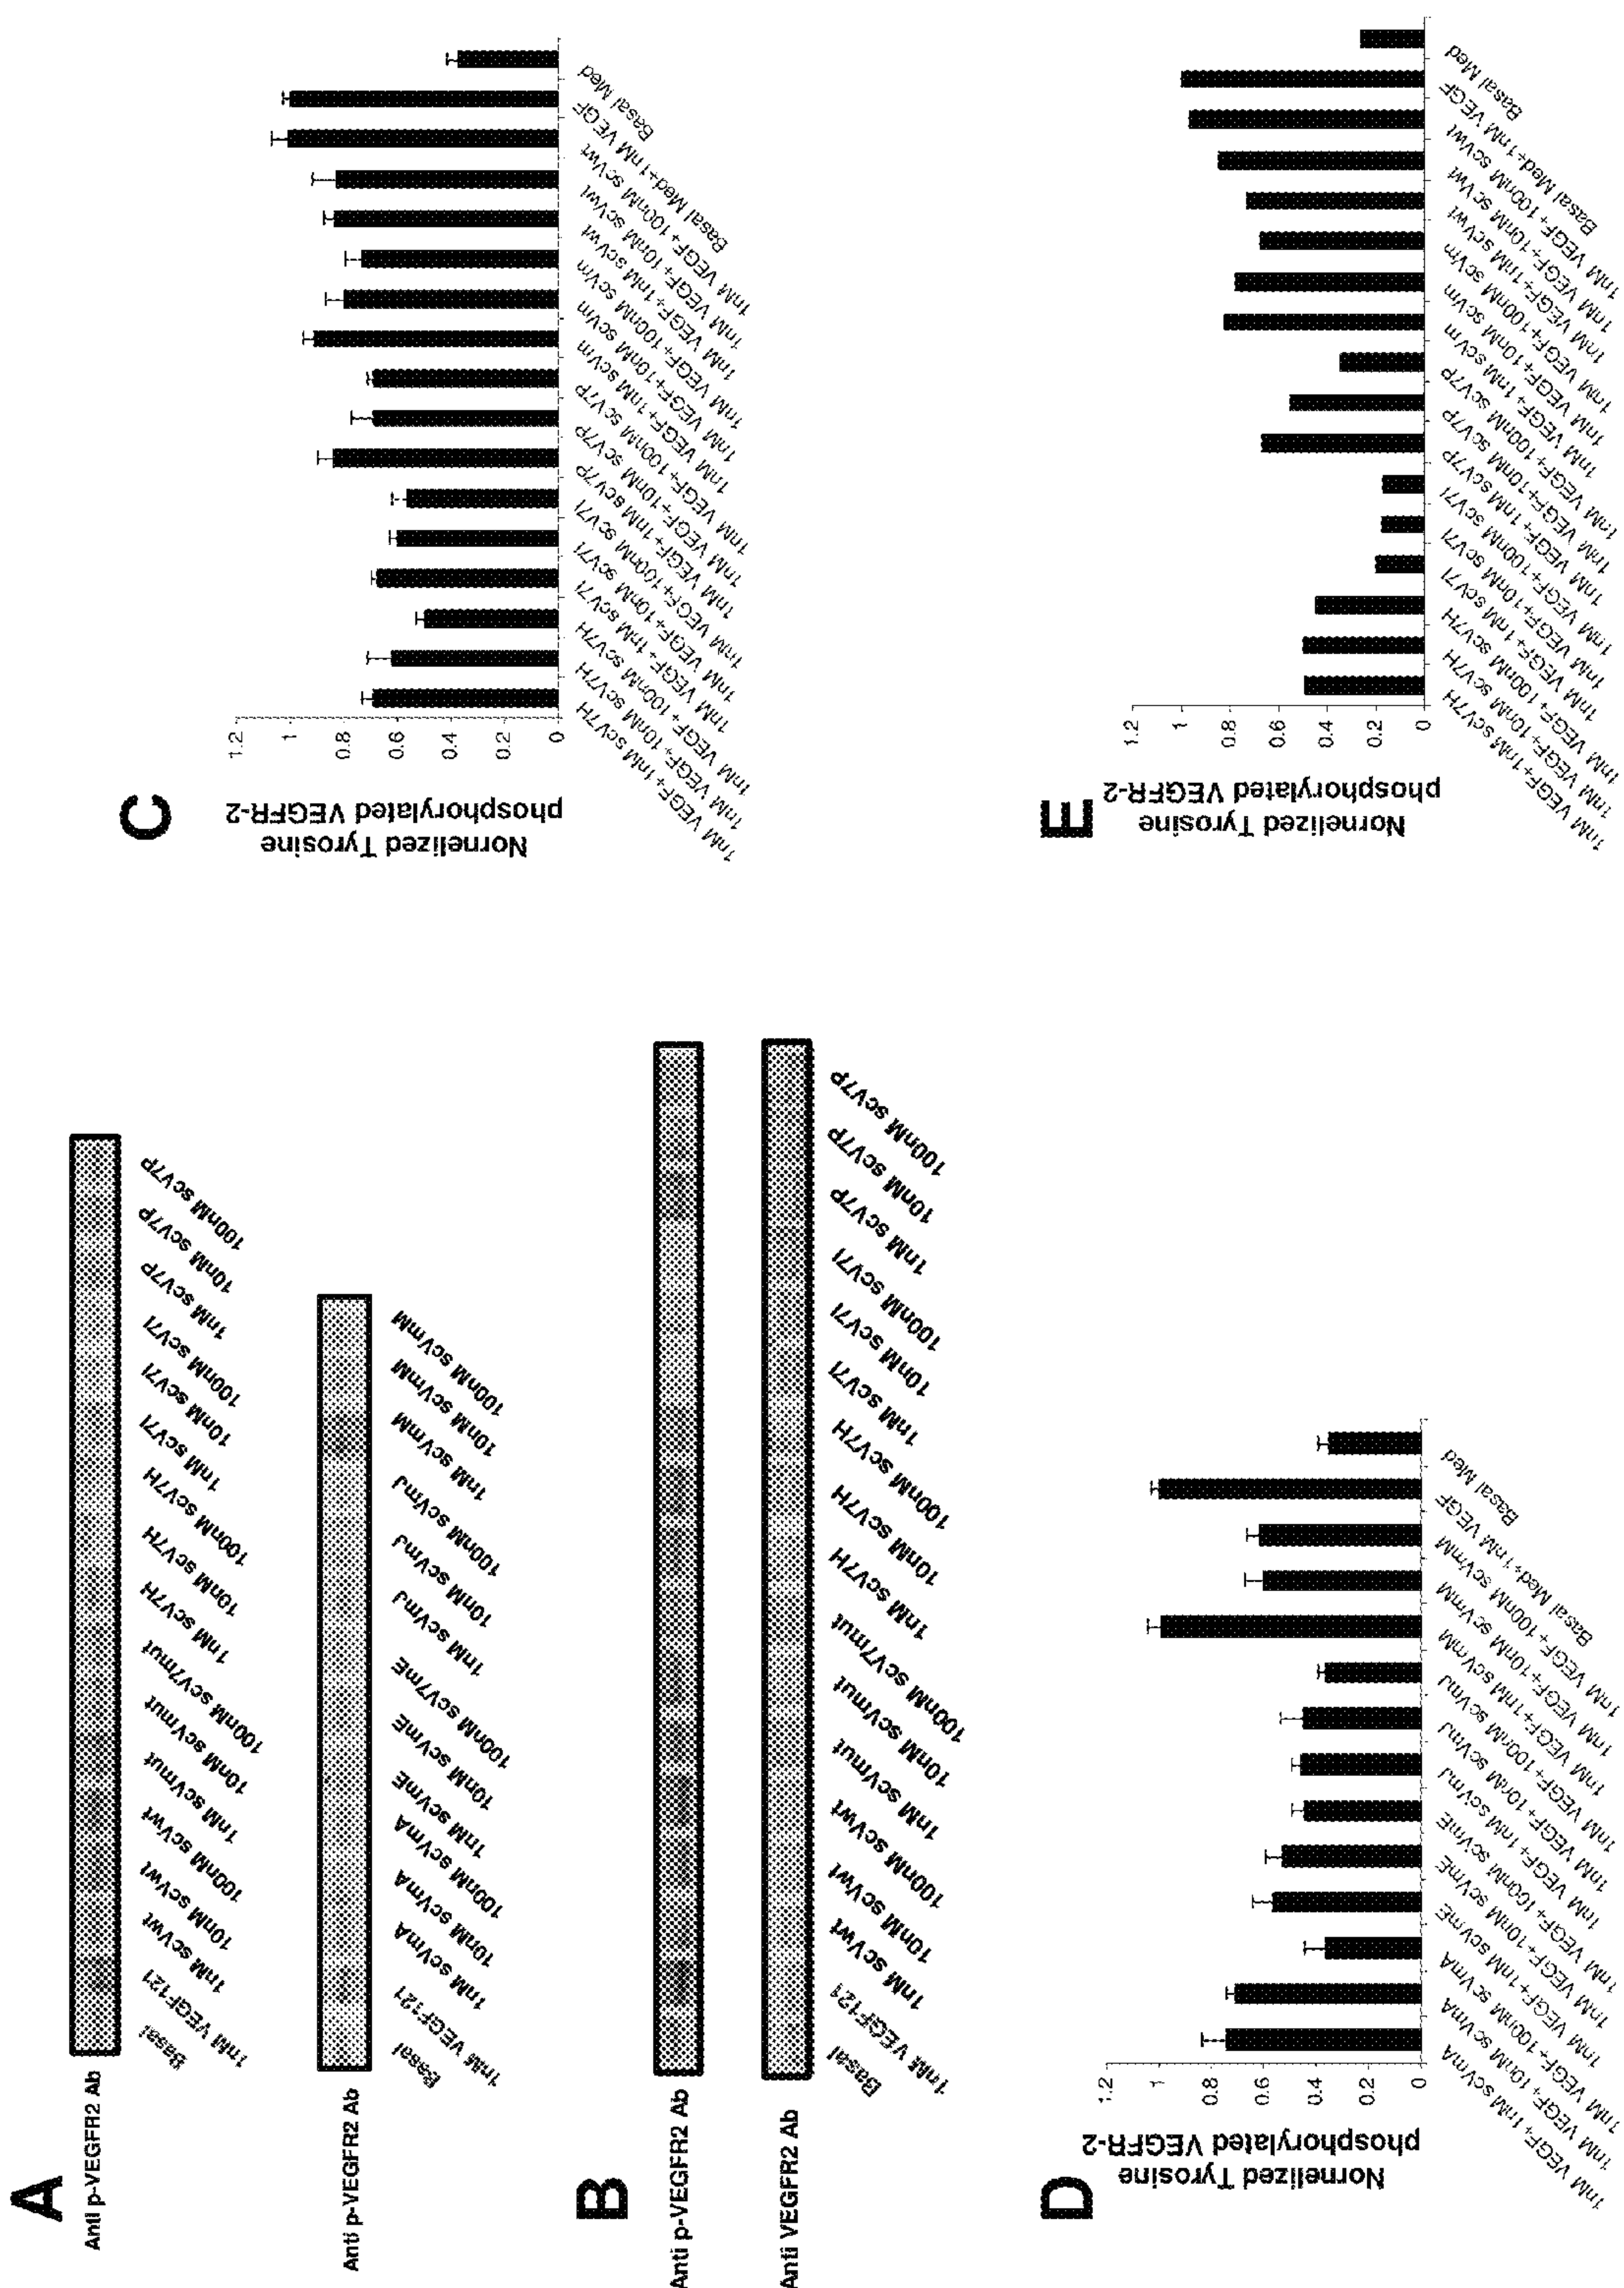 A
Anti p-VEGFR2 Ab
Basal
1nM VEGF121
1nM scVwt
10nM scVwt
100nM scVwt
1nM scVmut
10nM scVmut
100nM scV7mut
1nM scV7H
10nM scV7H
100nM scV7H
1nM scV7I
10nM scV7I
100nM scV7I
1nM scV7P
10nM scV7P
100nM scV7P
Anti p-VEGFR2 Ab
Basal
1nM VEGF121
1nM scVmA
10nM scVmA
100nM scVmA
1nM scVmE
10nM scVmE
100nM scV7mE
1nM scVmJ
10nM scVmJ
100nM scVmJ
1nM scVmM
10nM scVmM
100nM scVmM
B
Anti p-VEGFR2 Ab
Anti VEGFR2 Ab
Basal
1nM VEGF121
1nM scVwt
10nM scVwt
100nM scVwt
1nM scVmut
10nM scVmut
100nM scV7mut
1nM scV7H
10nM scV7H
100nM scV7H
1nM scV7I
10nM scV7I
100nM scV7I
1nM scV7P
10nM scV7P
100nM scV7P
C
Nornelized Tyrosine
phosphorylated VEGFR-2
1.2
1
0.8
0.6
0.4
0.2
0
1nM VEGF+ 1nM scV7H
1nM VEGF+ 10nM scV7H
1nM VEGF+ 100nM scV7H
1nM VEGF+ 1nM scV7I
1nM VEGF+ 10nM scV7I
1nM VEGF+ 100nM scV7I
1nM VEGF+ 1nM scV7P
1nM VEGF+ 10nM scV7P
1nM VEGF+ 100nM scV7P
1nM VEGF+ 1nM scVm
1nM VEGF+ 10nM scVm
1nM VEGF+ 100nM scVm
1nM VEGF+ 1nM scVwt
1nM VEGF+ 10nM scVwt
1nM VEGF+ 100nM scVwt
Basal Med+1nM VEGF
Basal Med
D
Nornelized Tyrosine
phosphorylated VEGFR-2
1.2
1
0.8
0.6
0.4
0.2
0
1nM VEGF+ 1nM scVmA
1nM VEGF+ 10nM scVmA
1nM VEGF+ 100nM scVmA
1nM VEGF+ 1nM scVmE
1nM VEGF+ 10nM scVmE
1nM VEGF+ 100nM scVmE
1nM VEGF+ 1nM scVmJ
1nM VEGF+ 10nM scVmJ
1nM VEGF+ 100nM scVmJ
1nM VEGF+ 1nM scVmM
1nM VEGF+ 10nM scVmM
1nM VEGF+ 100nM scVmM
Basal Med+1nM VEGF
Basal Med
E
Nornelized Tyrosine
phosphorylated VEGFR-2
1.2
1
0.8
0.6
0.4
0.2
0
1nM VEGF+ 1nM scV7H
1nM VEGF+ 10nM scV7H
1nM VEGF+ 100nM scV7H
1nM VEGF+ 1nM scV7I
1nM VEGF+ 10nM scV7I
1nM VEGF+ 100nM scV7I
1nM VEGF+ 1nM scV7P
1nM VEGF+ 10nM scV7P
1nM VEGF+ 100nM scV7P
1nM VEGF+ 1nM scVm
1nM VEGF+ 10nM scVm
1nM VEGF+ 100nM scVm
1nM VEGF+ 1nM scVwt
1nM VEGF+ 10nM scVwt
1nM VEGF+ 100nM scVwt
Basal Med+1nM VEGF
Basal Med